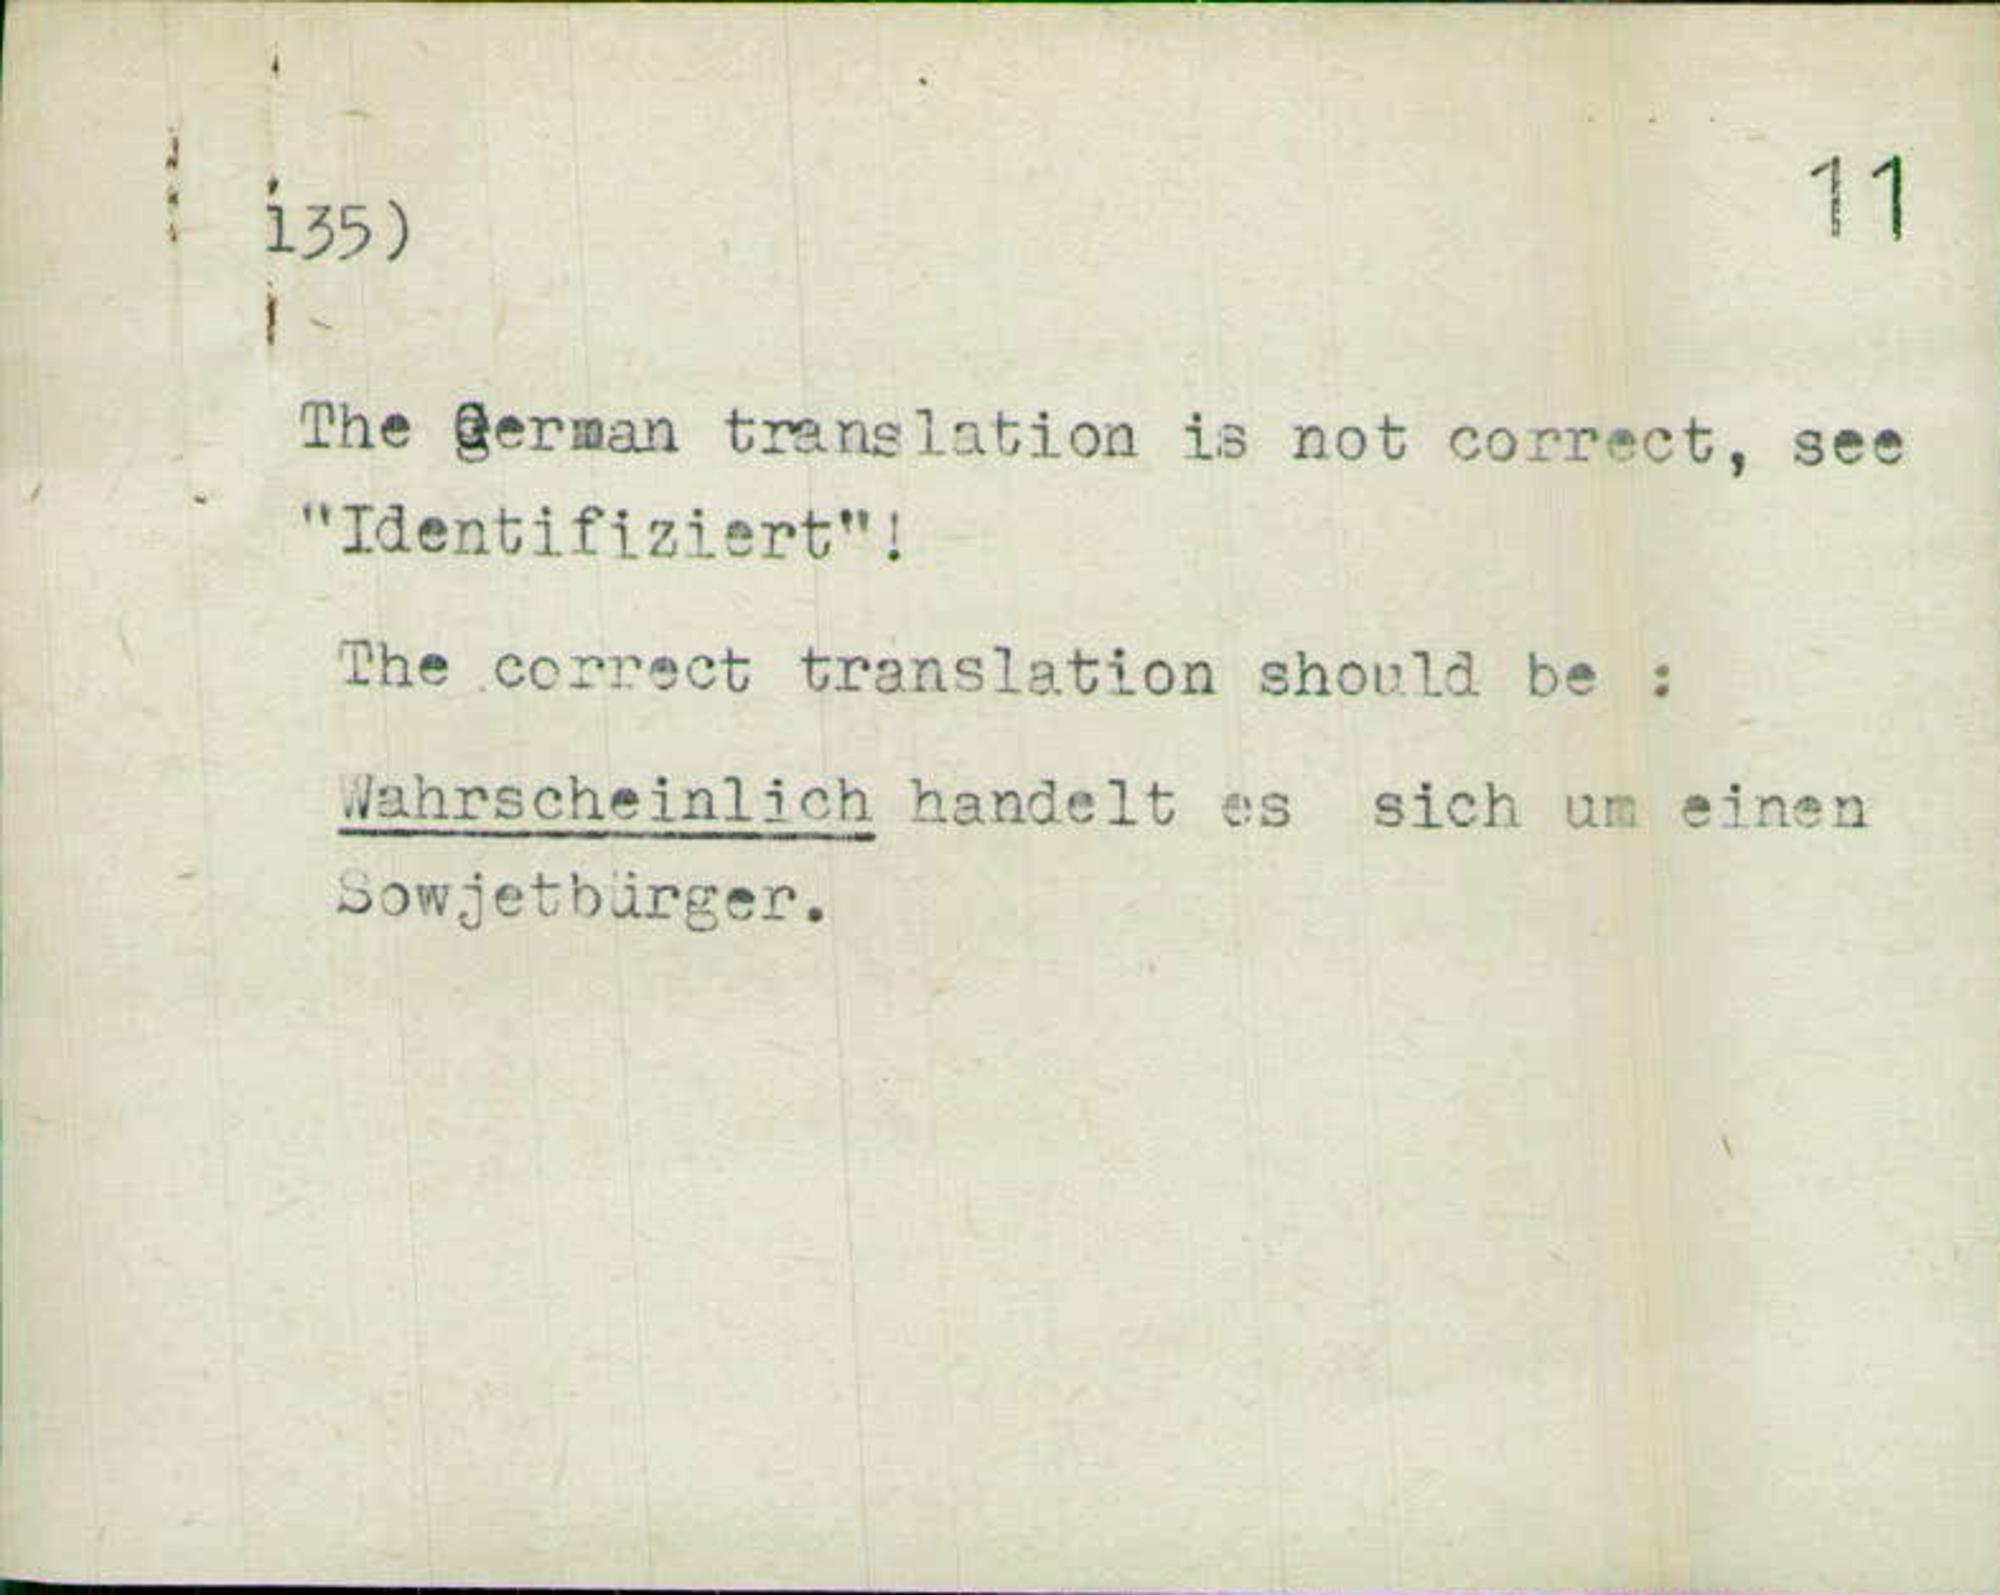 11
135)
The German translation is not correct, see
"Identifiziert"!
The correct translation should be :
Wahrscheinlich handelt es sich um einen
Sowjetbürger.